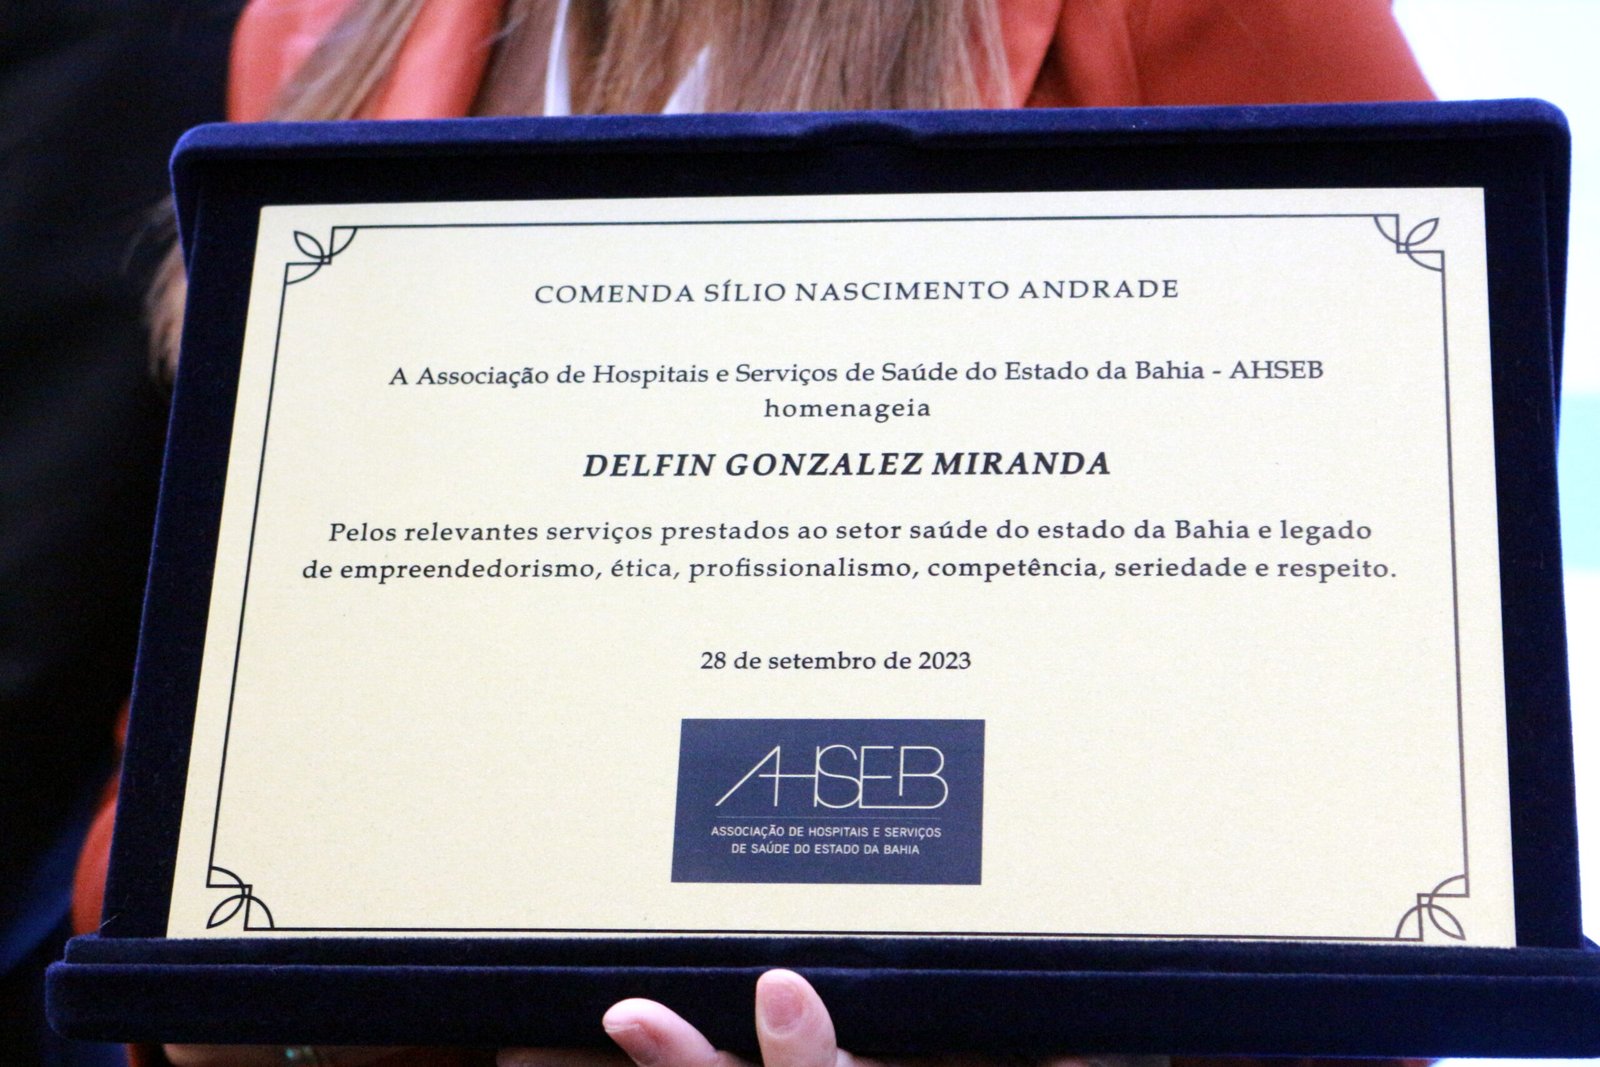 COMENDA SÍLIO NASCIMENTO ANDRADE
A Associação de Hospitais e Serviços de Saúde do Estado da Bahia - AHSEB
homenageia
DELFIN GONZALEZ MIRANDA
Pelos relevantes serviços prestados ao setor saúde do estado da Bahia e legado
de empreendedorismo, ética, profissionalismo, competência, seriedade e respeito.
28 de setembro de 2023
AHSEB
ASSOCIAÇÃO DE HOSPITAIS E SERVIÇOS
DE SAÚDE DO ESTADO DA BAHIA